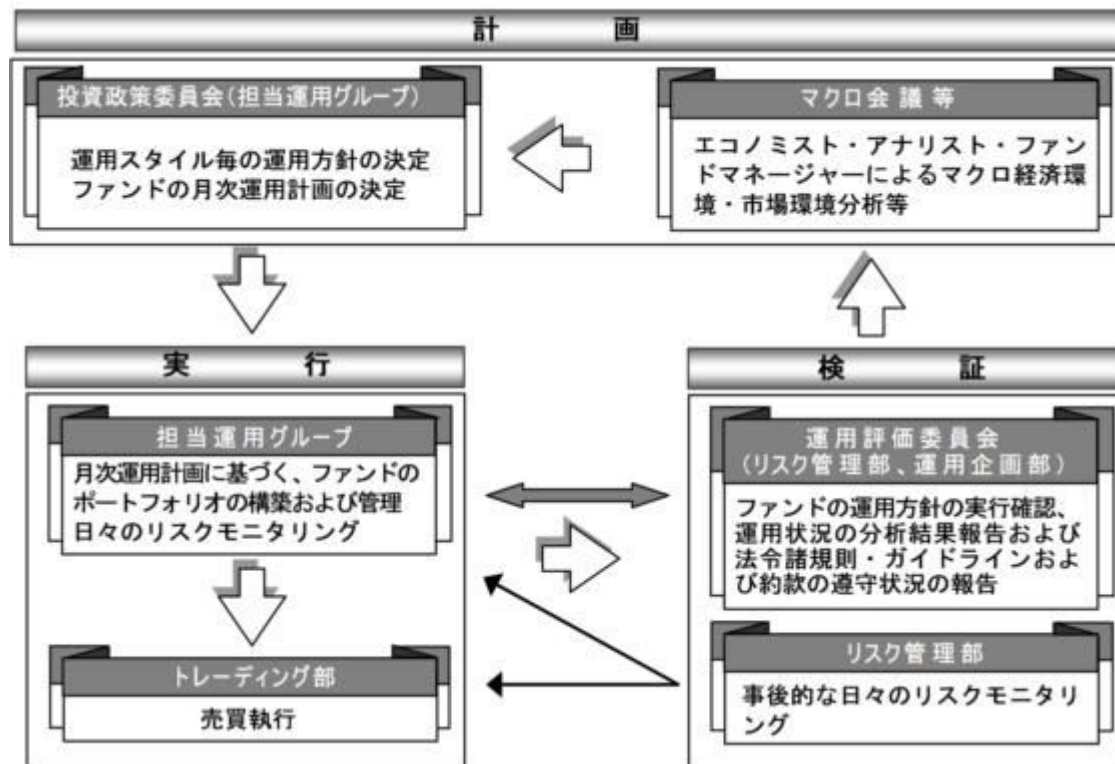 計 画
投資政策委員会(担当運用グループ)
運用スタイル毎の運用方針の決定
ファンドの月次運用計画の決定
マクロ会議等
エコノミスト・アナリスト・ファン
ドマネージャーによるマクロ経済環
境・市場環境分析等
実 行
担当運用グループ
月次運用計画に基づく、ファンドの
ポートフォリオの構築および管理
日々のリスクモニタリング
トレーディング部
売買執行
検 証
運用評価委員会
(リスク管理部、運用企画部)
ファンドの運用方針の実行確認、
運用状況の分析結果報告および
法令諸規則・ガイドラインおよ
び約款の遵守状況の報告
リスク管理部
事後的な日々のリスクモニタリ
ング